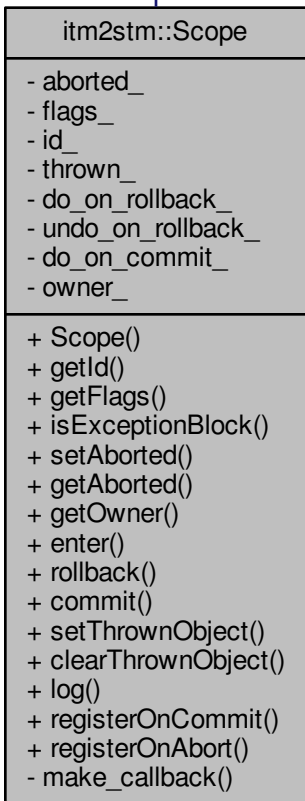 itm2stm::Scope
- aborted_
- flags_
- id_
- thrown_
- do_on_rollback_
- undo_on_rollback_
- do_on_commit_
- owner_
+ Scope()
+ getId()
+ getFlags()
+ isExceptionBlock()
+ setAborted()
+ getAborted()
+ getOwner()
+ enter()
+ rollback()
+ commit()
+ setThrownObject()
+ clearThrownObject()
+ log()
+ registerOnCommit()
+ registerOnAbort()
- make_callback()